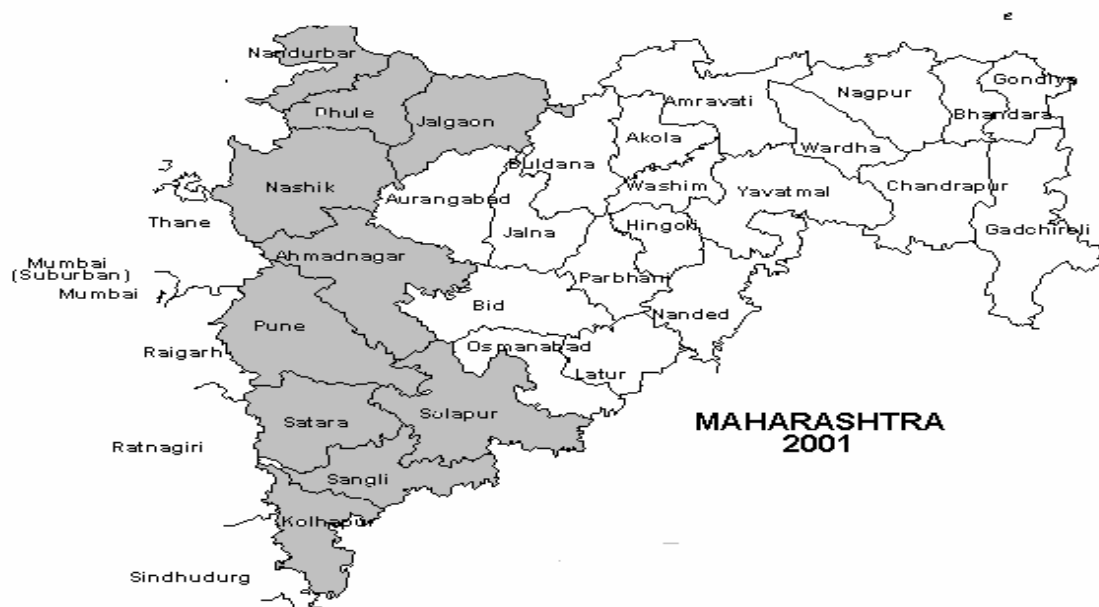 e
Nandurbar
Gondiya
Nagpur
Amravati
Dhule
Jalgaon
Bhandara
Akola
Wardha
Buldana
Nashik
Washim
Yavatmal
Chandrapur
Aurangabad
Thane
Jalna
Hingoli
Gadchireli
Ahmadnagar
Mumbai
(Suburban)
Parbhani
Mumbai
Bid
Nanded
Pune
Raigarh
Osmanabad
Latur
Solapur
Satara
MAHARASHTRA
2001
Ratnagiri
Sangli
Kolhapur
Sindhudurg